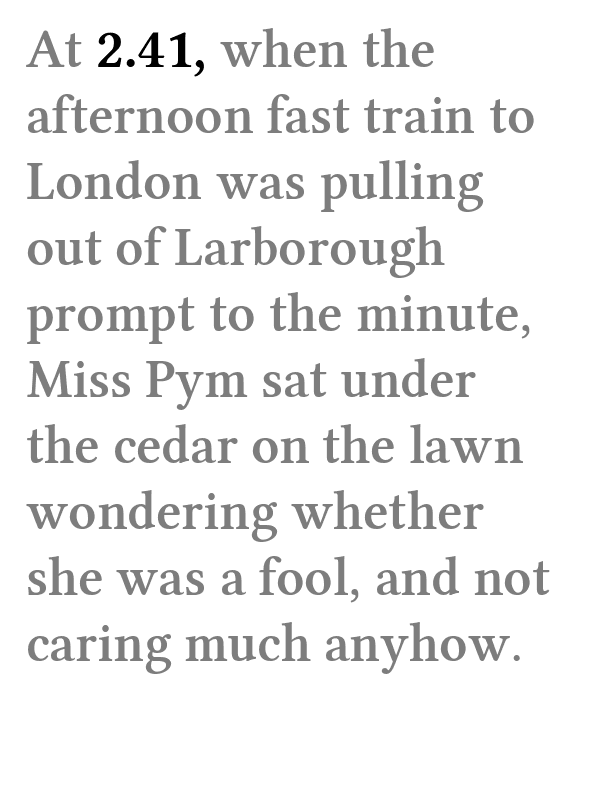 At 2.41, when the
afternoon fast train to
London was pulling
out of Larborough
prompt to the minute,
Miss Pym sat under
the cedar on the lawn
wondering whether
she was a fool, and not
caring much anyhow.